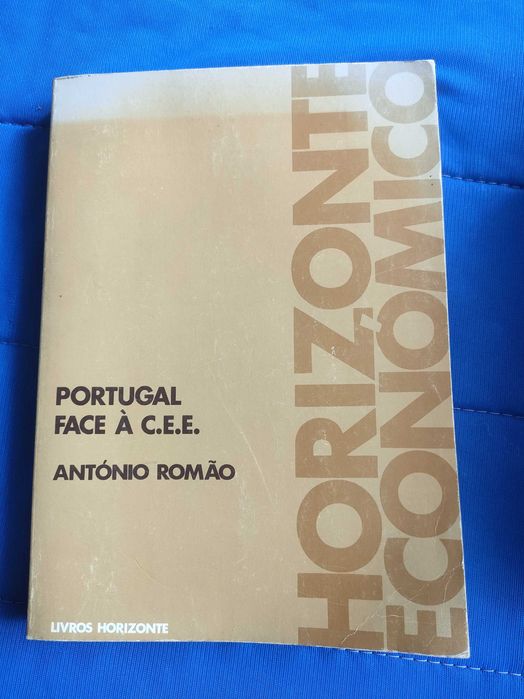 HORIZONTE
ECONÓMICO
PORTUGAL
FACE À C.E.E.
ANTÓNIO ROMÃO
LIVROS HORIZONTE